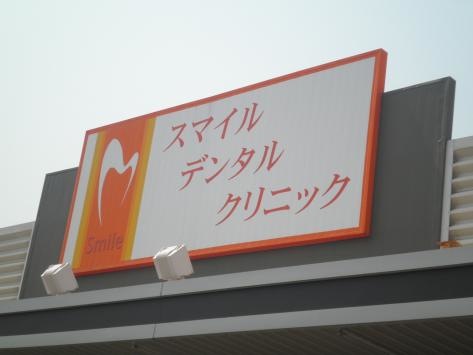 スマイル
デンタル
クリニック
Smile